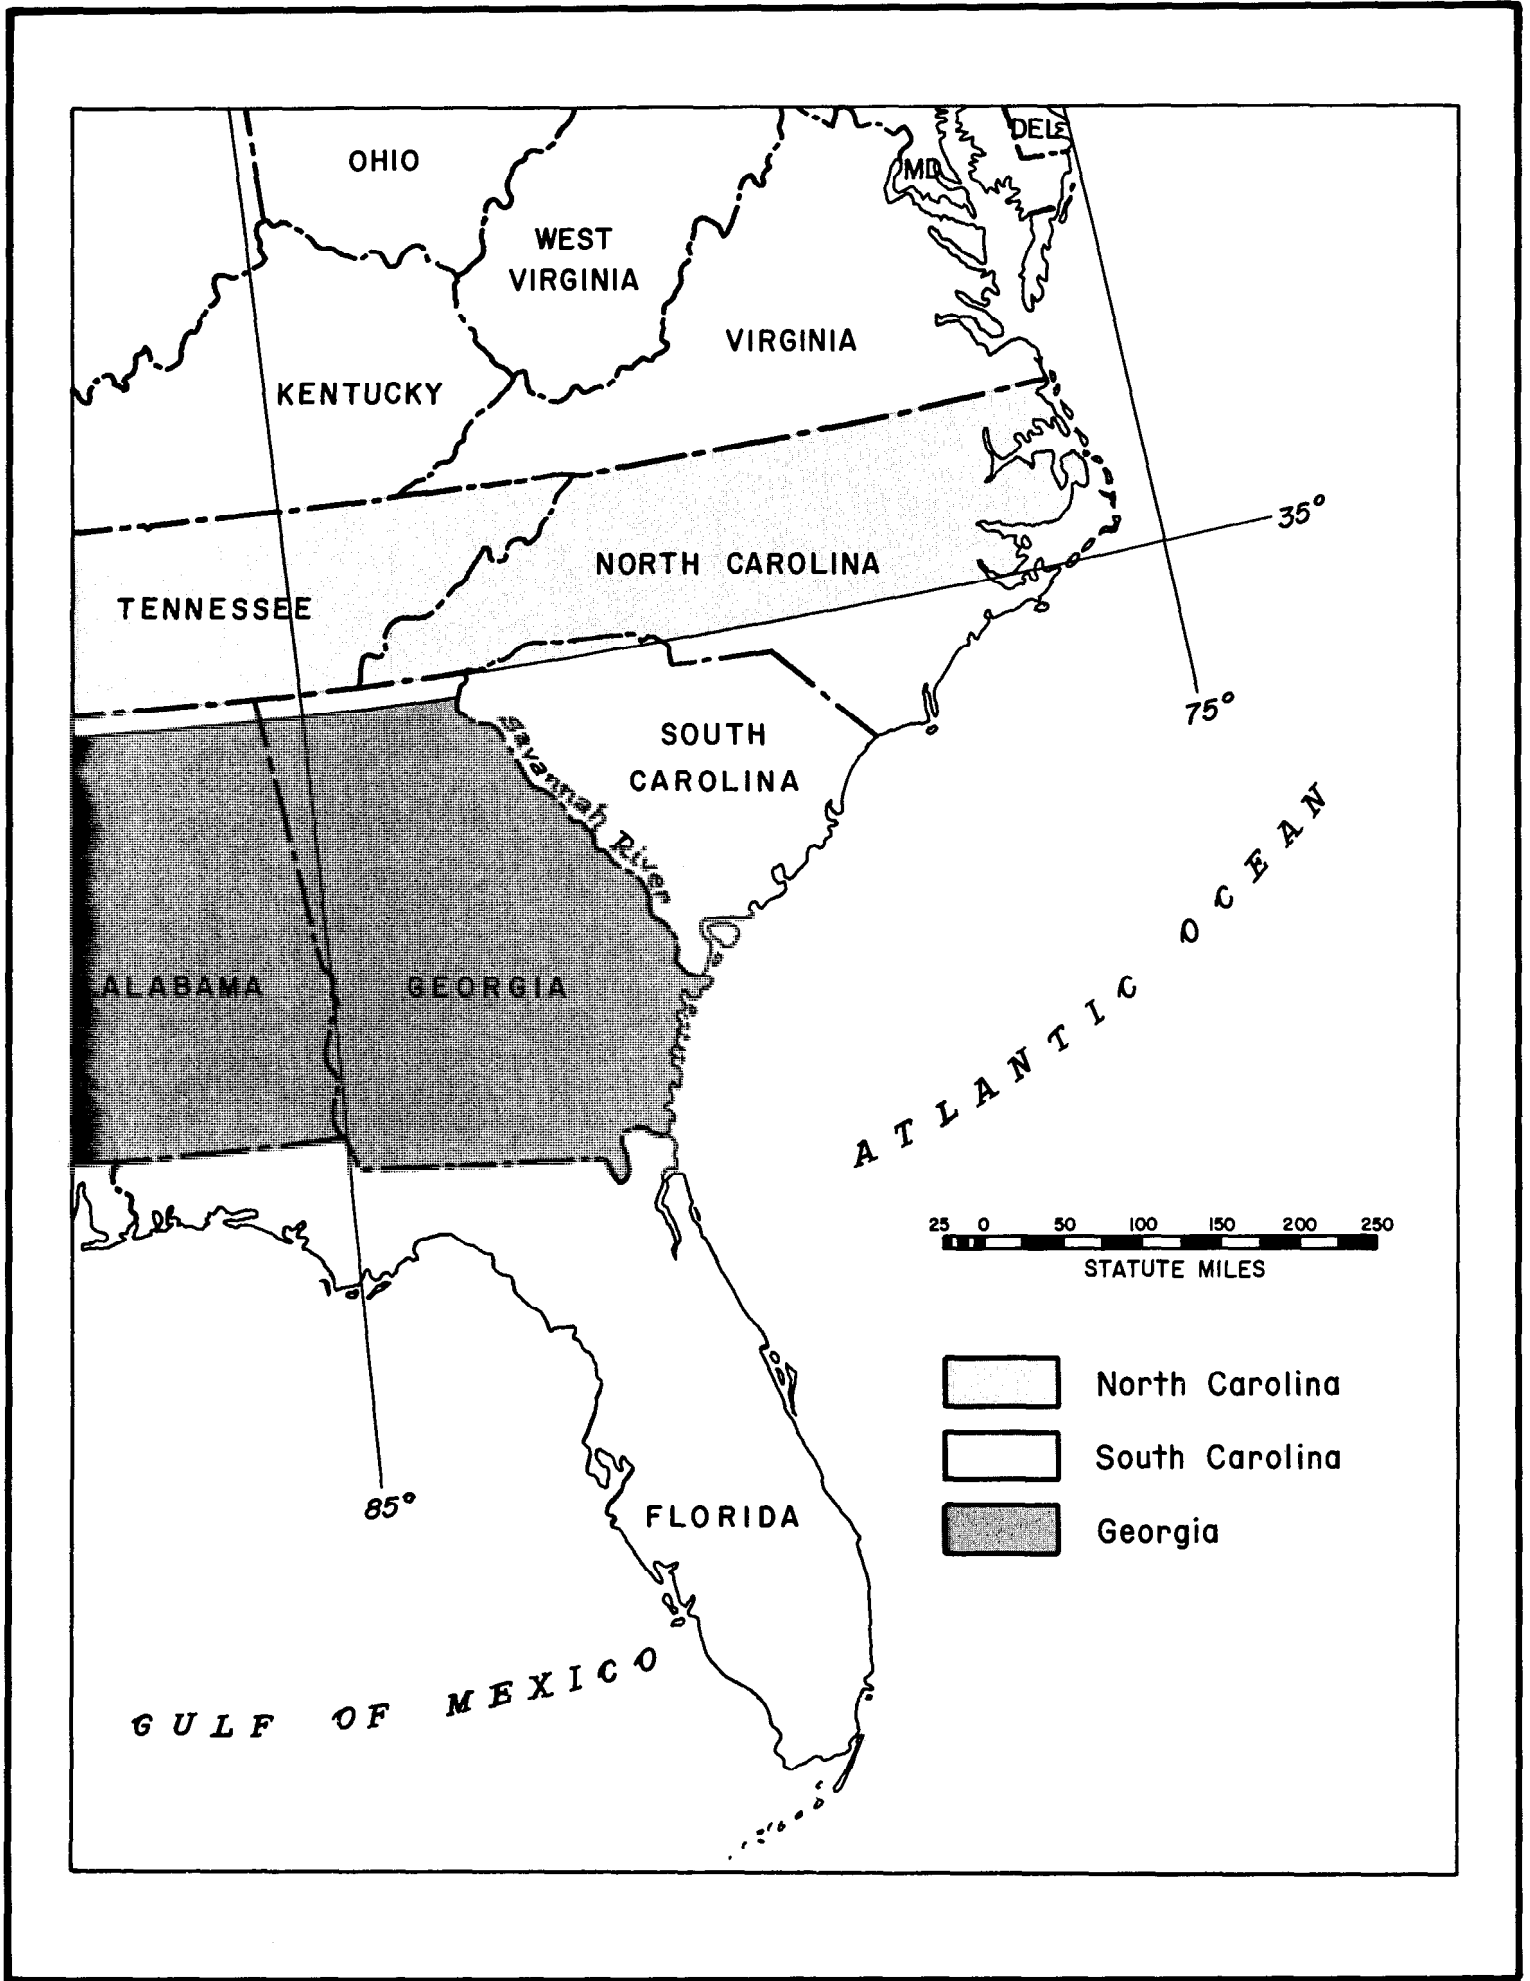 OHIO
DEL
MD
WEST
VIRGINIA
VIRGINIA
KENTUCKY
35°
NORTH CAROLINA
TENNESSEE
75°
SOUTH
CAROLINA
Savannah River
ATLANTIC OCEAN
ALABAMA
GEORGIA
25 0 50 100 150 200 250
STATUTE MILES
North Carolina
South Carolina
Georgia
85°
FLORIDA
GULF OF MEXICO